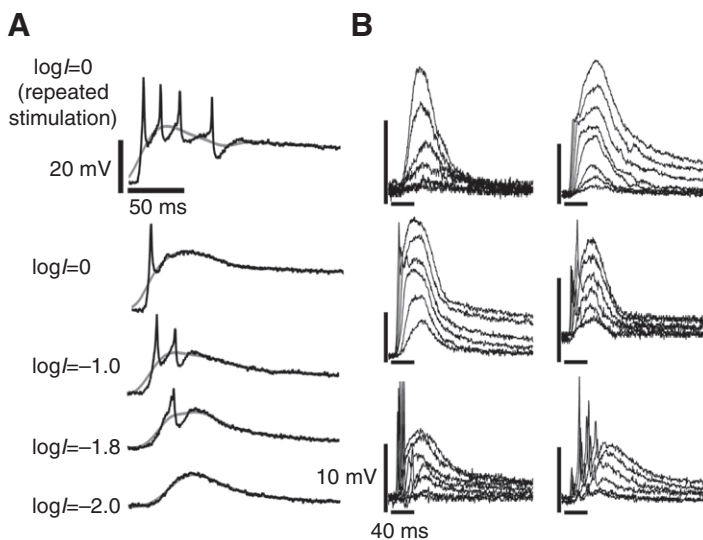 A
B
logI=0
(repeated
stimulation)
20 mV
50 ms
logI=0
logI=–1.0
logI=–1.8
logI=–2.0
10 mV
40 ms